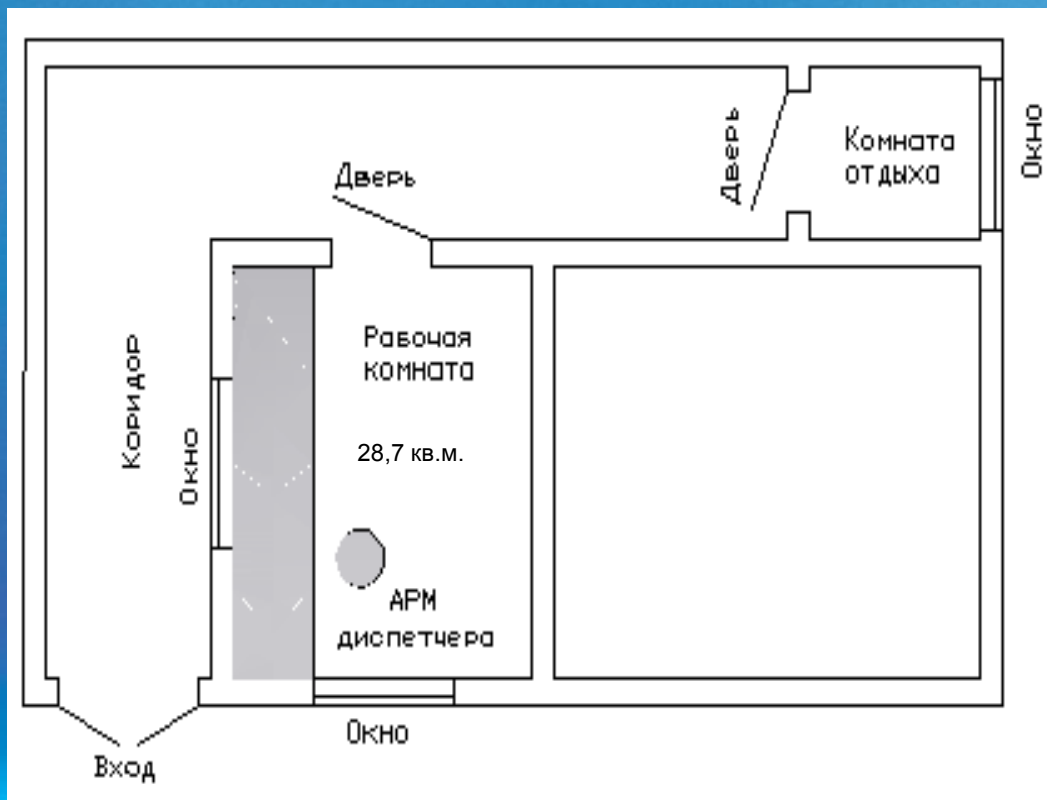 Дверь
Дверь
Комната
отдыха
Окно
Рабочая
комната
Коридор
Окно
28,7 кв.м.
АРМ
диспетчера
Окно
Вход